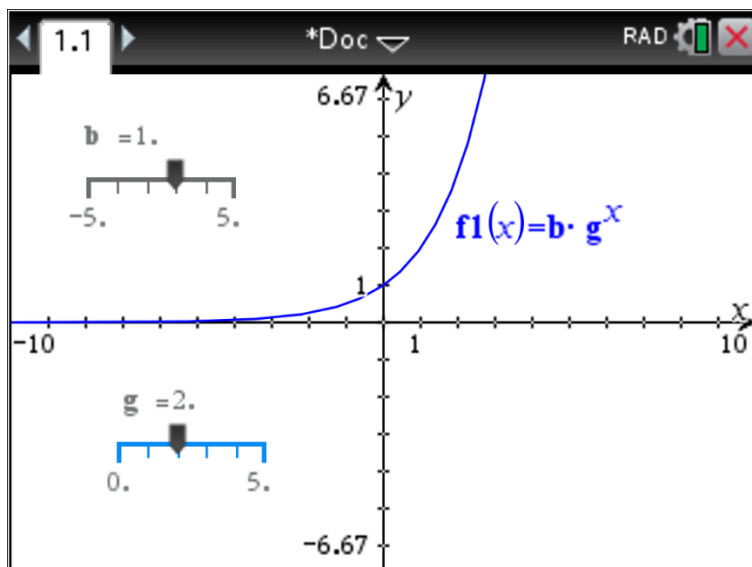 1.1 *Doc RAD
6.67 y
b =1.
-5. 5.
f1(x)=b· g^x
1
x
-10 1 10
g =2.
0. 5.
-6.67